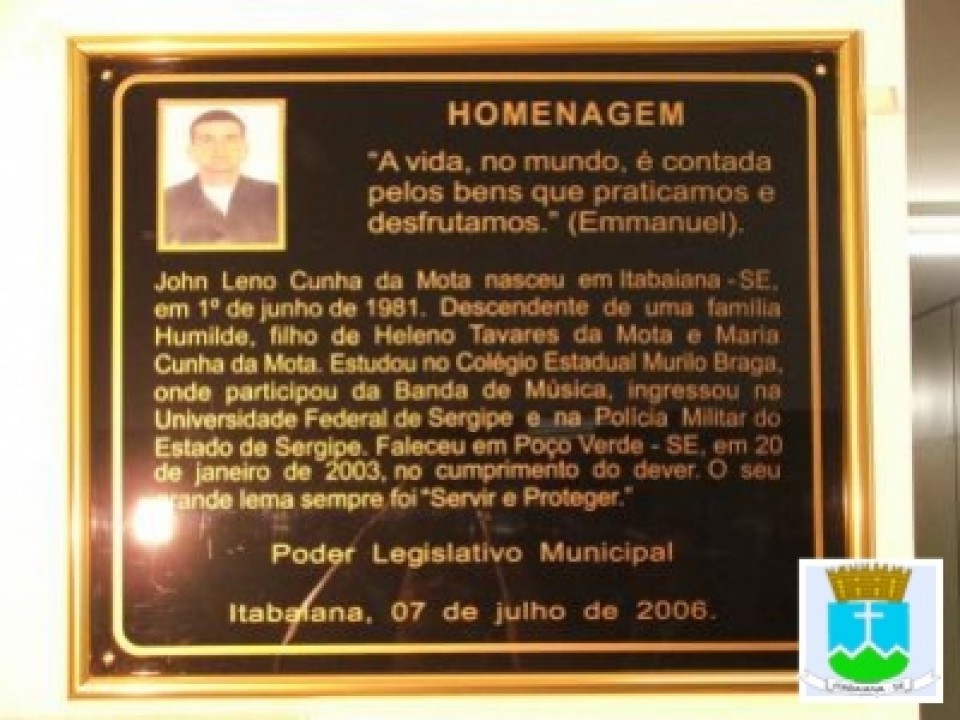 HOMENAGEM
“A vida, no mundo, é contada
pelos bens que praticamos e
desfrutamos.” (Emmanuel).
John Leno Cunha da Mota nasceu em Itabaiana - SE,
em 1º de junho de 1981. Descendente de uma família
Humilde, filho de Heleno Tavares da Mota e Maria
Cunha da Mota. Estudou no Colégio Estadual Murilo Braga,
onde participou da Banda de Música, ingressou na
Universidade Federal de Sergipe e na Polícia Militar do
Estado de Sergipe. Faleceu em Poço Verde - SE, em 20
de janeiro de 2003, no cumprimento do dever. O seu
grande lema sempre foi “Servir e Proteger.”
Poder Legislativo Municipal
Itabaiana, 07 de julho de 2006.
ITABAIANA SE